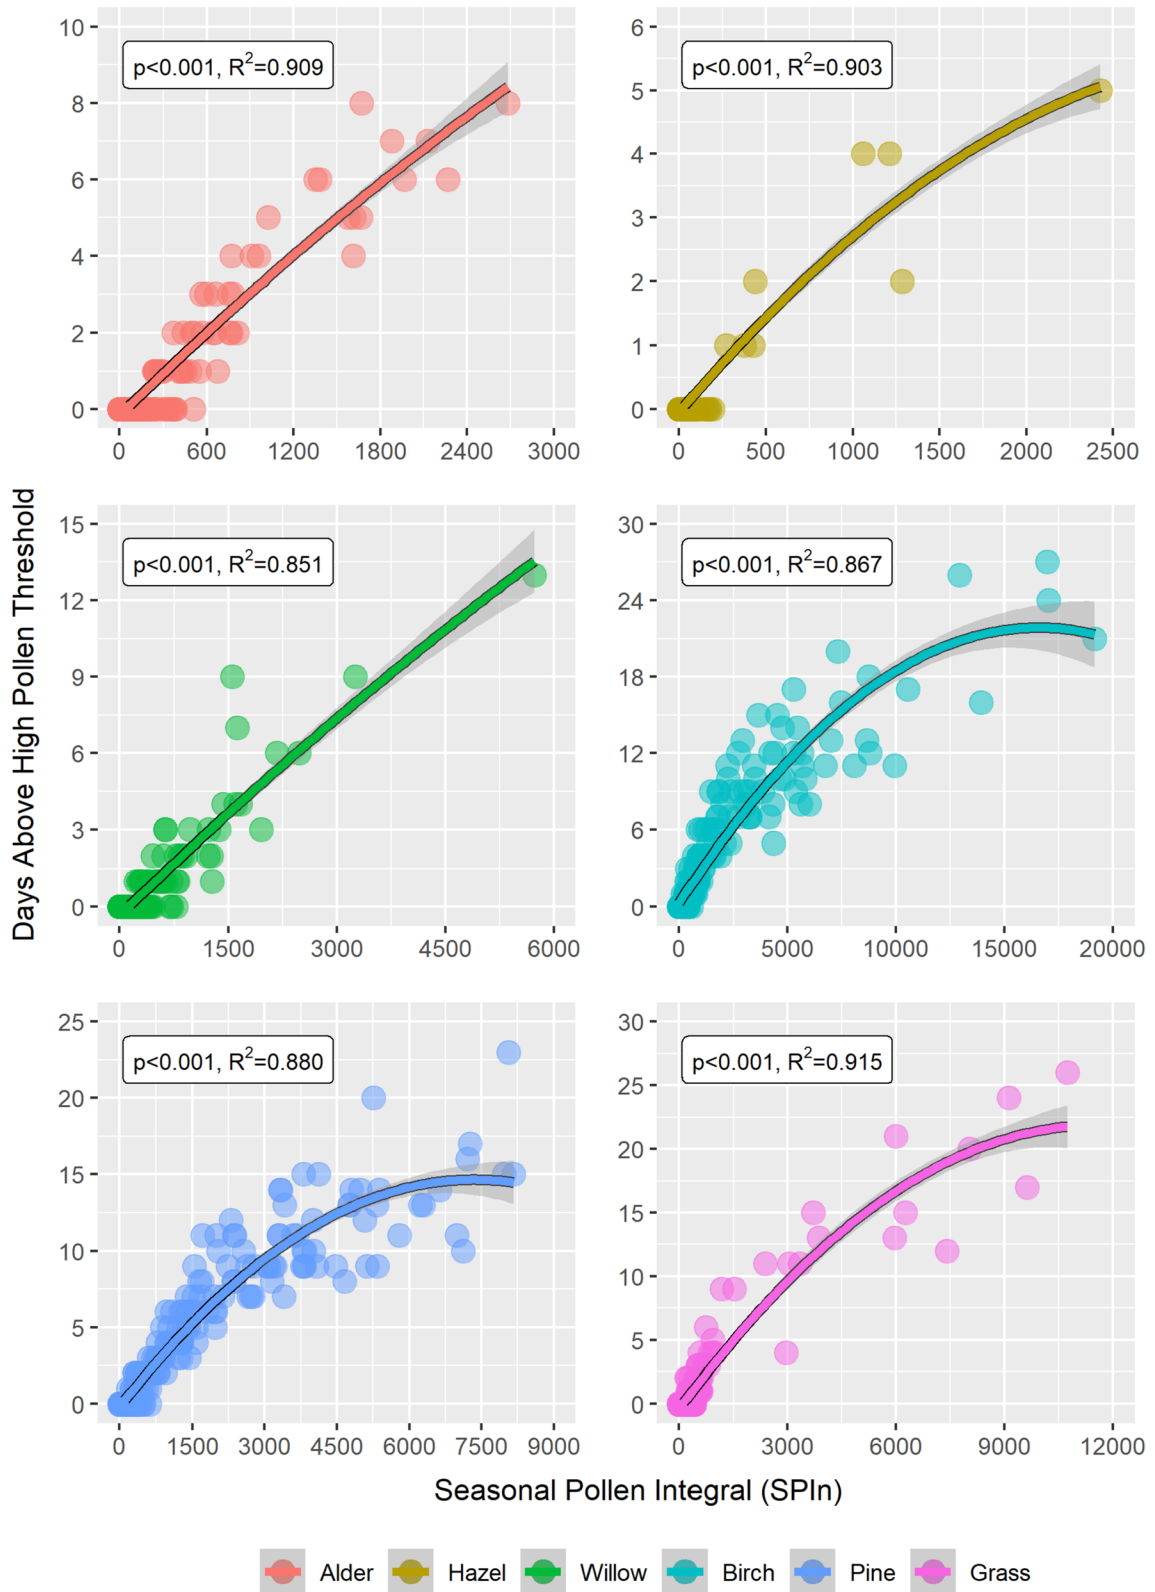 p<0.001, R²=0.909
10
8
6
4
2
0
0 600 1200 1800 2400 3000
p<0.001, R²=0.903
6
5
4
3
2
1
0
0 500 1000 1500 2000 2500
Days Above High Pollen Threshold
p<0.001, R²=0.851
15
12
9
6
3
0
0 1500 3000 4500 6000
p<0.001, R²=0.867
30
24
18
12
6
0
0 5000 10000 15000 20000
p<0.001, R²=0.880
25
20
15
10
5
0
0 1500 3000 4500 6000 7500 9000
p<0.001, R²=0.915
30
25
20
15
10
5
0
0 3000 6000 9000 12000
Seasonal Pollen Integral (SPIn)
Alder Hazel Willow Birch Pine Grass